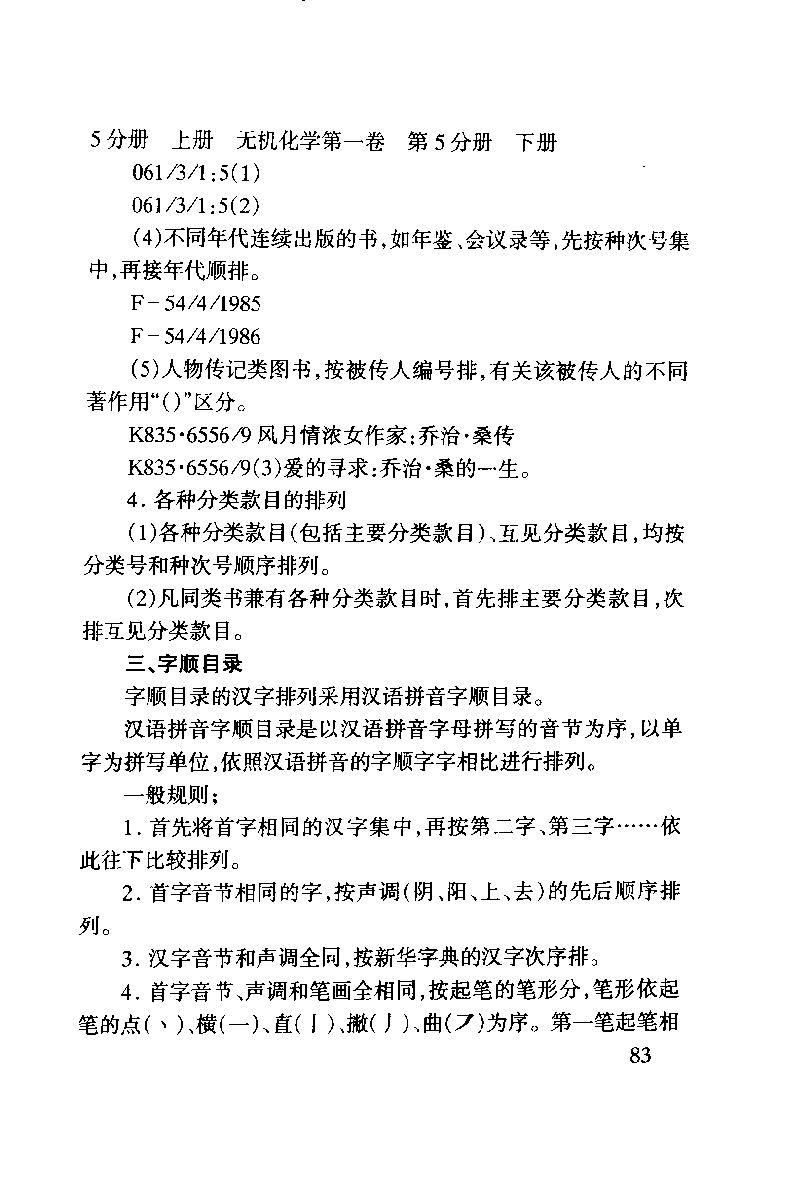 5分册　上册　无机化学第一卷　第5分册　下册
061/3/1:5(1)
061/3/1:5(2)
(4)不同年代连续出版的书,如年鉴、会议录等,先按种次号集
中,再接年代顺排。
F-54/4/1985
F-54/4/1986
(5)人物传记类图书,按被传人编号排,有关该被传人的不同
著作用“()”区分。
K835·6556/9风月情浓女作家:乔治·桑传
K835·6556/9(3)爱的寻求:乔治·桑的一生。
4. 各种分类款目的排列
(1)各种分类款目(包括主要分类款目)、互见分类款目,均按
分类号和种次号顺序排列。
(2)凡同类书兼有各种分类款目时,首先排主要分类款目,次
排互见分类款目。
三、字顺目录
字顺目录的汉字排列采用汉语拼音字顺目录。
汉语拼音字顺目录是以汉语拼音字母拼写的音节为序,以单
字为拼写单位,依照汉语拼音的字顺字字相比进行排列。
一般规则;
1. 首先将首字相同的汉字集中,再按第二字、第三字……依
此往下比较排列。
2. 首字音节相同的字,按声调(阴、阳、上、去)的先后顺序排
列。
3. 汉字音节和声调全同,按新华字典的汉字次序排。
4. 首字音节、声调和笔画全相同,按起笔的笔形分,笔形依起
笔的点(丶)、横(一)、直(亅)、撇(丿)、曲(㇇)为序。第一笔起笔相
83